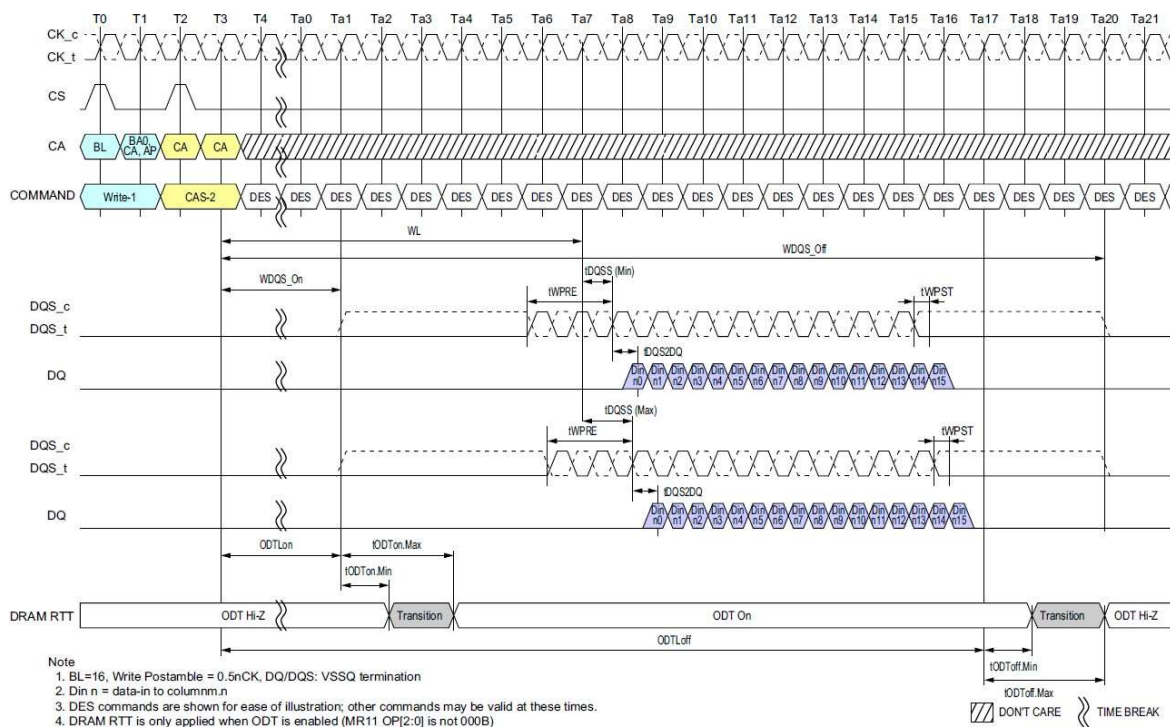 T0 T1 T2 T3 T4 Ta0 Ta1 Ta2 Ta3 Ta4 Ta5 Ta6 Ta7 Ta8 Ta9 Ta10 Ta11 Ta12 Ta13 Ta14 Ta15 Ta16 Ta17 Ta18 Ta19 Ta20 Ta21
CK_c
CK_t
CS
CA BL BA0, CA, AP CA CA
COMMAND Write-1 CAS-2 DES DES DES DES DES DES DES DES DES DES DES DES DES DES DES DES DES DES DES DES DES DES DES
WL
WDQS_Off
tDQSS (Min)
WDQS_On
tWPRE
tWPST
DQS_c
DQS_t
tDQS2DQ
DQ Din n0 Din n1 Din n2 Din n3 Din n4 Din n5 Din n6 Din n7 Din n8 Din n9 Din n10 Din n11 Din n12 Din n13 Din n14 Din n15
tDQSS (Max)
tWPRE
tWPST
DQS_c
DQS_t
tDQS2DQ
DQ Din n0 Din n1 Din n2 Din n3 Din n4 Din n5 Din n6 Din n7 Din n8 Din n9 Din n10 Din n11 Din n12 Din n13 Din n14 Din n15
ODTLon tODTon.Max
tODTon.Min
DRAM RTT ODT Hi-Z Transition ODT On Transition ODT Hi-Z
ODTLoff
tODToff.Min
tODToff.Max
Note
1. BL=16, Write Postamble = 0.5nCK, DQ/DQS: VSSQ termination
2. Din n = data-in to columnm.n
3. DES commands are shown for ease of illustration; other commands may be valid at these times.
4. DRAM RTT is only applied when ODT is enabled (MR11 OP[2:0] is not 000B)
DON'T CARE TIME BREAK